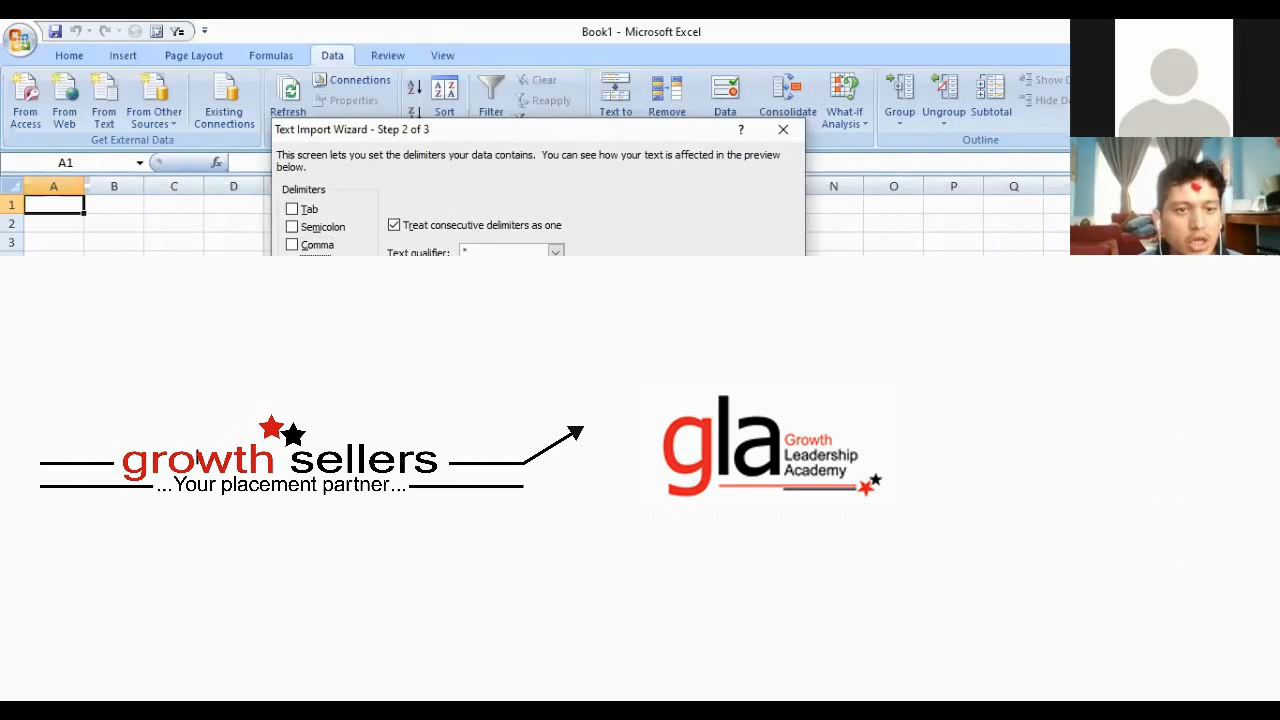 Book1 - Microsoft Excel
Home Insert Page Layout Formulas Data Review View
From Access
From Web
From Text
From Other Sources
Existing Connections
Get External Data
Refresh
Connections
Properties
Sort
Filter
Clear
Reapply
Text to
Remove
Data
Consolidate
What-If Analysis
Group
Ungroup
Subtotal
Show D
Hide De
Outline
Text Import Wizard - Step 2 of 3 ?
A1 fx
This screen lets you set the delimiters your data contains. You can see how your text is affected in the preview
below.
A B C D N O P Q
Delimiters
1
2
3
Tab
Semicolon
Comma
Treat consecutive delimiters as one
Text qualifier: "
growth sellers
...Your placement partner...
gla
Growth
Leadership
Academy